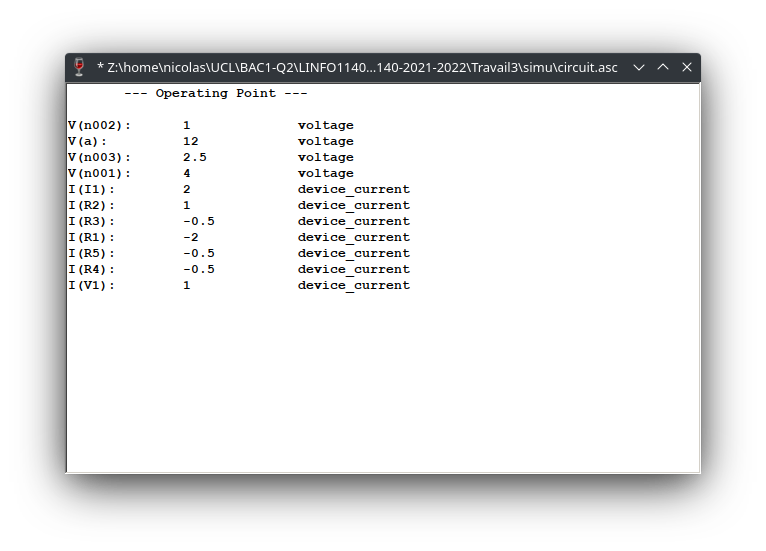 * Z:\home\nicolas\UCL\BAC1-Q2\LINFO1140...140-2021-2022\Travail3\simu\circuit.asc
--- Operating Point ---
V(n002): 1 voltage
V(a): 12 voltage
V(n003): 2.5 voltage
V(n001): 4 voltage
I(I1): 2 device_current
I(R2): 1 device_current
I(R3): -0.5 device_current
I(R1): -2 device_current
I(R5): -0.5 device_current
I(R4): -0.5 device_current
I(V1): 1 device_current